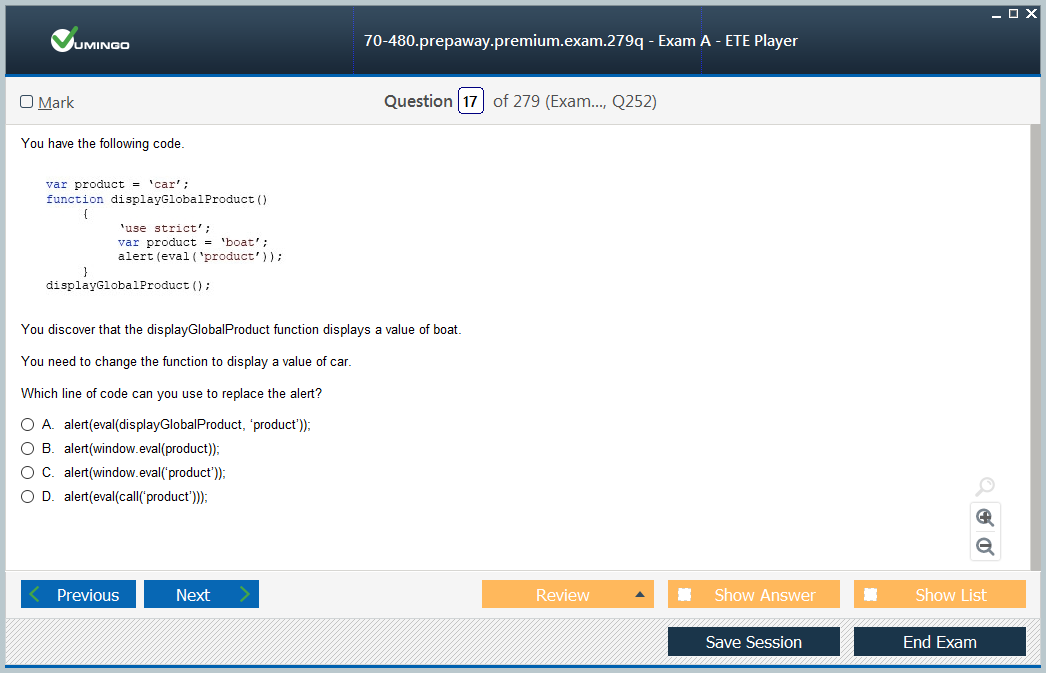 VUMINGO
70-480.prepaway.premium.exam.279q - Exam A - ETE Player
Mark
Question 17 of 279 (Exam..., Q252)
You have the following code.
var product = ‘car’;
function displayGlobalProduct()
{
‘use strict’;
var product = ‘boat’;
alert(eval(‘product’));
}
displayGlobalProduct();
You discover that the displayGlobalProduct function displays a value of boat.
You need to change the function to display a value of car.
Which line of code can you use to replace the alert?
A. alert(eval(displayGlobalProduct, ‘product’));
B. alert(window.eval(product));
C. alert(window.eval(‘product’));
D. alert(eval(call(‘product’)));
Previous
Next
Review
Show Answer
Show List
Save Session
End Exam